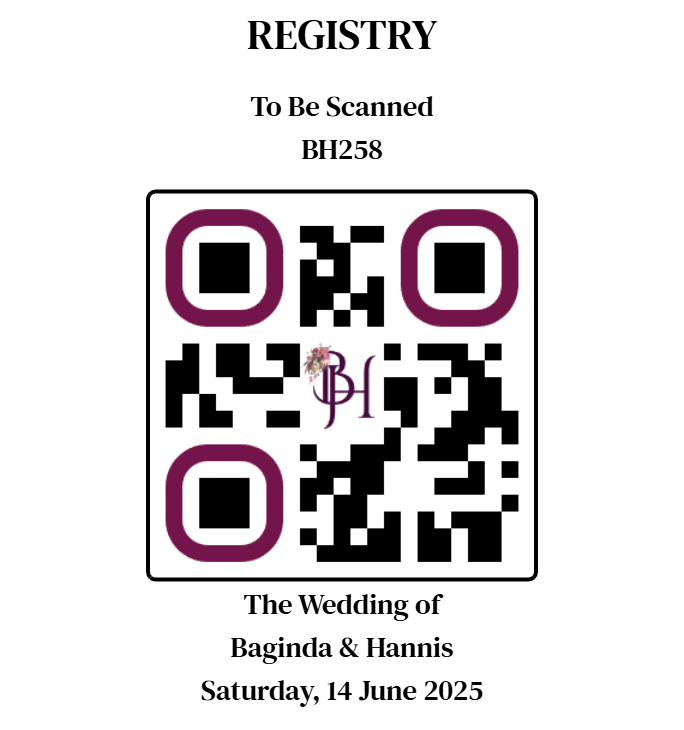 REGISTRY
To Be Scanned
BH258
BH
The Wedding of
Baginda & Hannis
Saturday, 14 June 2025